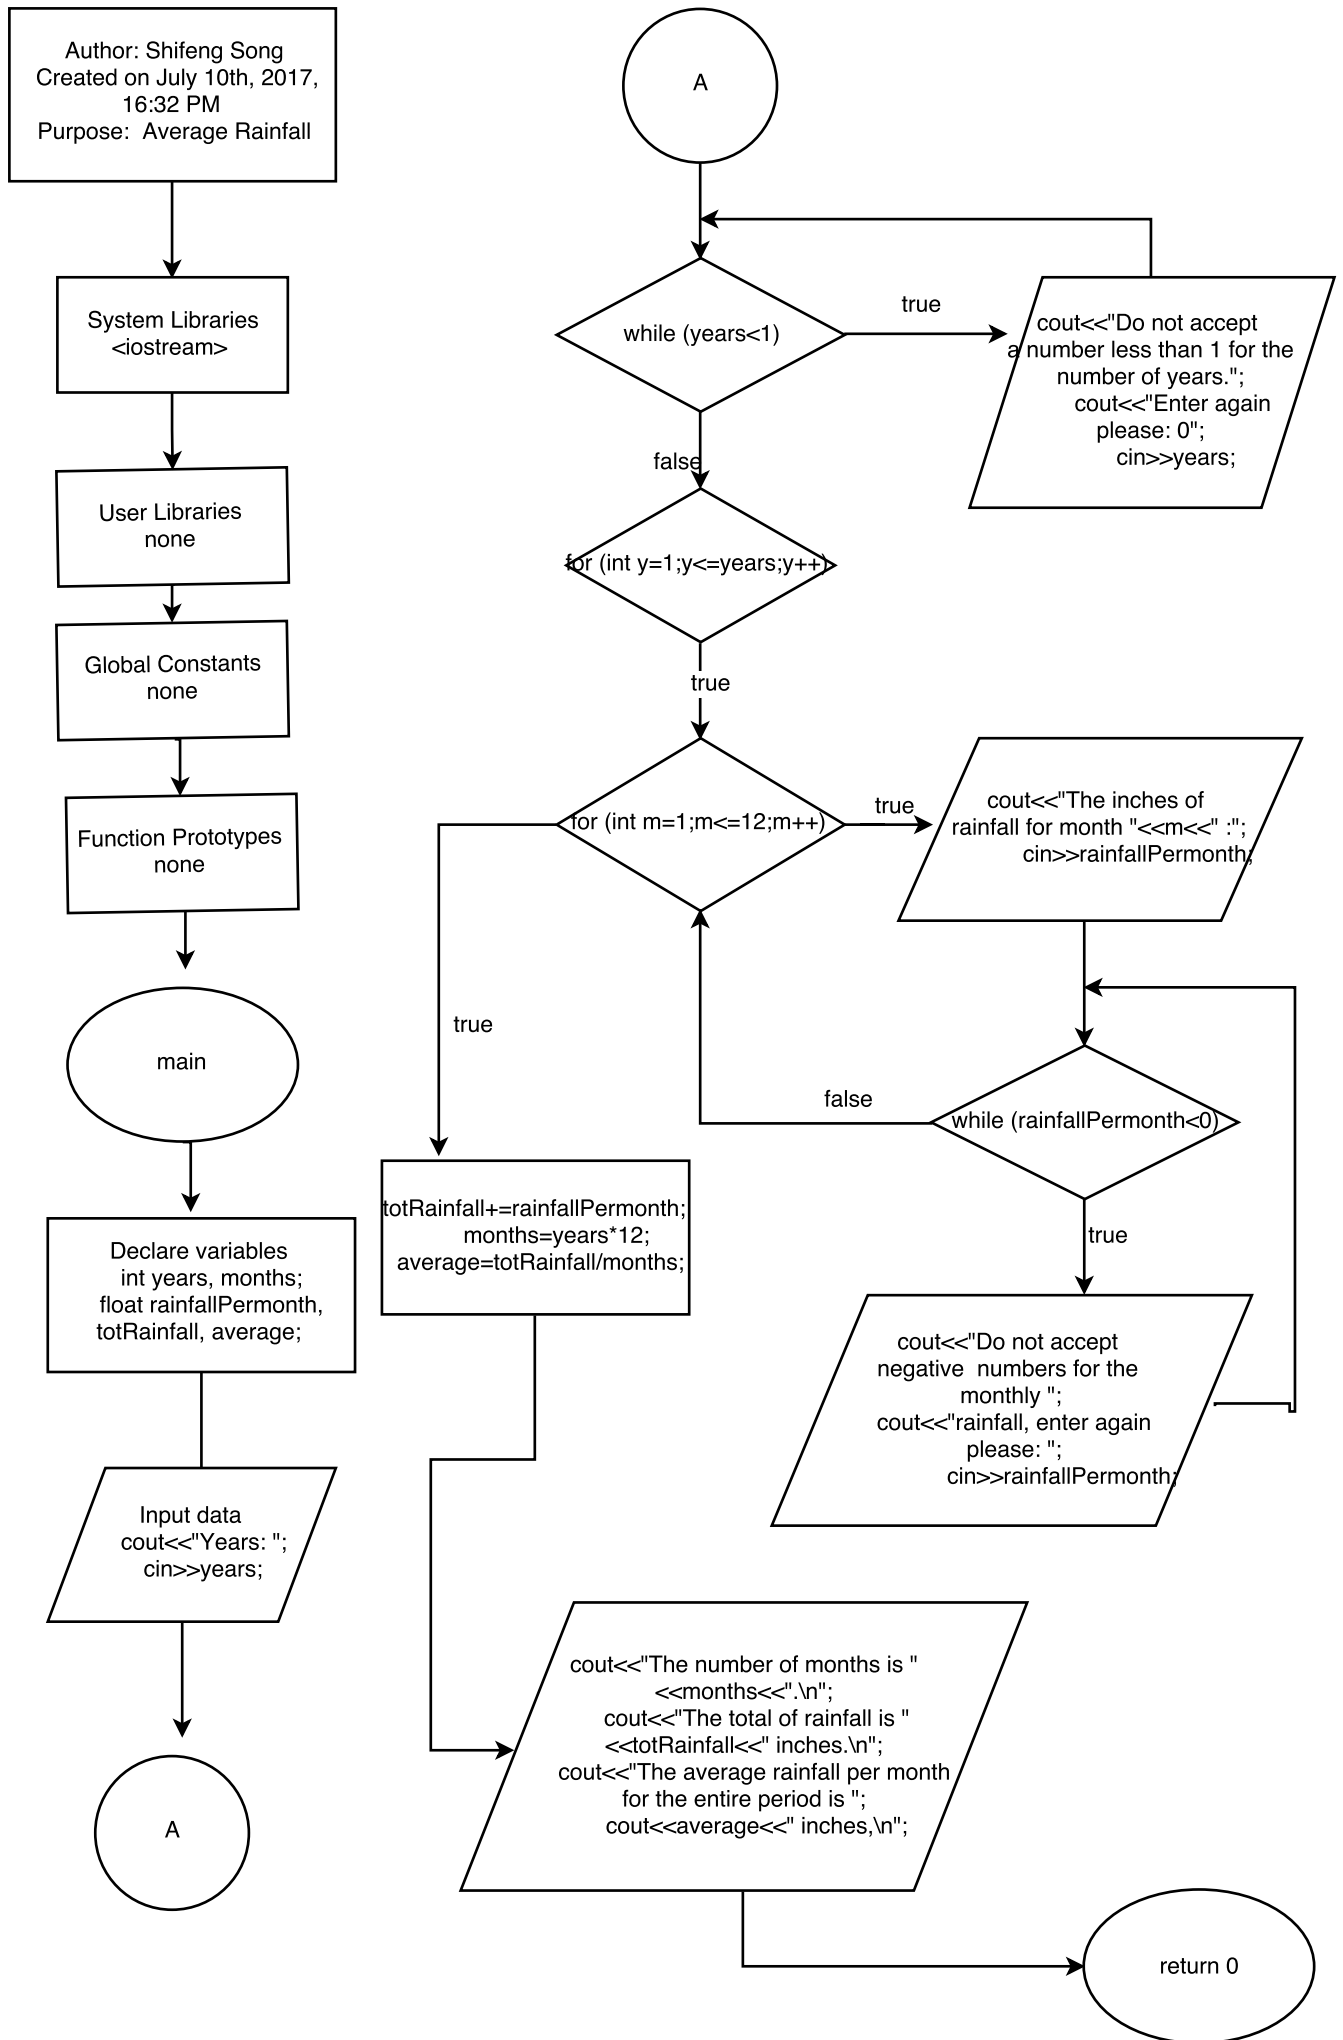 Author: Shifeng Song
Created on July 10th, 2017,
16:32 PM
Purpose:  Average Rainfall
System Libraries
<iostream>
User Libraries
none
Global Constants
none
Function Prototypes
none
main
Declare variables
int years, months;
float rainfallPermonth,
totRainfall, average;
Input data
cout<<"Years: ";
cin>>years;
A
A
while (years<1)
true
cout<<"Do not accept
a number less than 1 for the
number of years.";
cout<<"Enter again
please: 0";
cin>>years;
false
for (int y=1;y<=years;y++)
true
for (int m=1;m<=12;m++)
true
cout<<"The inches of
rainfall for month "<<m<<" :";
cin>>rainfallPermonth;
true
while (rainfallPermonth<0)
false
true
cout<<"Do not accept
negative  numbers for the
monthly ";
cout<<"rainfall, enter again
please: ";
cin>>rainfallPermonth;
totRainfall+=rainfallPermonth;
months=years*12;
average=totRainfall/months;
cout<<"The number of months is "
<<months<<".\n";
cout<<"The total of rainfall is "
<<totRainfall<<" inches.\n";
cout<<"The average rainfall per month
for the entire period is ";
cout<<average<<" inches,\n";
return 0